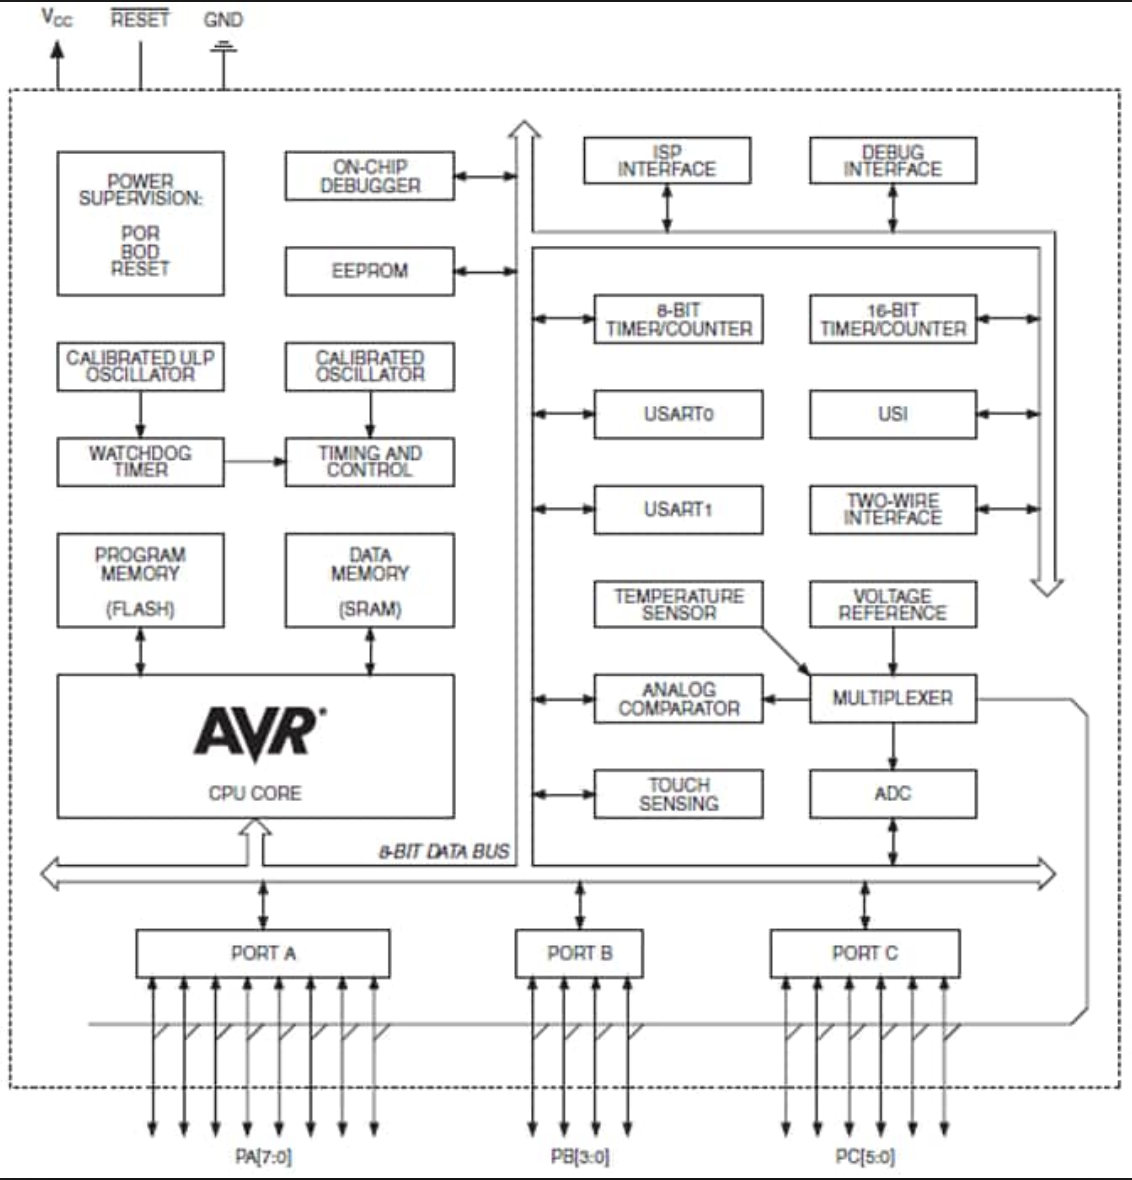 VCC
RESET
GND
POWER
SUPERVISION:
POR
BOD
RESET
ON-CHIP
DEBUGGER
ISP
INTERFACE
DEBUG
INTERFACE
EEPROM
8-BIT
TIMER/COUNTER
16-BIT
TIMER/COUNTER
CALIBRATED ULP
OSCILLATOR
CALIBRATED
OSCILLATOR
USART0
USI
WATCHDOG
TIMER
TIMING AND
CONTROL
USART1
TWO-WIRE
INTERFACE
PROGRAM
MEMORY
(FLASH)
DATA
MEMORY
(SRAM)
TEMPERATURE
SENSOR
VOLTAGE
REFERENCE
ANALOG
COMPARATOR
MULTIPLEXER
AVR®
CPU CORE
TOUCH
SENSING
ADC
8-BIT DATA BUS
PORT A
PORT B
PORT C
PA[7:0]
PB[3:0]
PC[5:0]